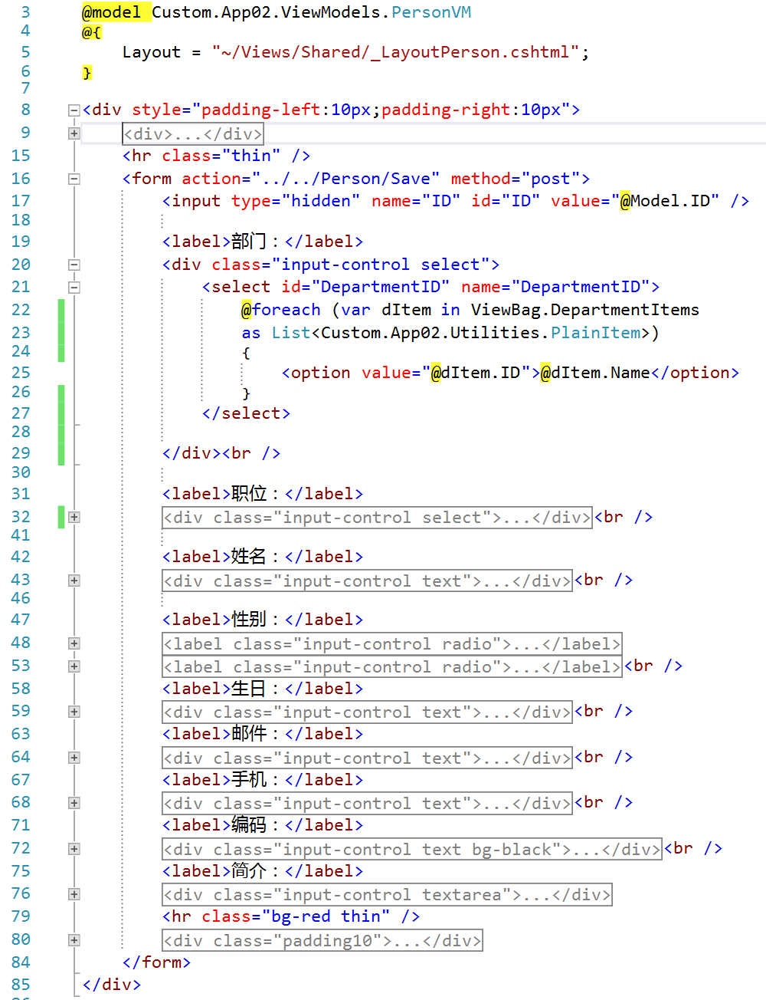 3 @model Custom.App02.ViewModels.PersonVM
4 @{
5 Layout = "~/Views/Shared/_LayoutPerson.cshtml";
6 }
7
8 <div style="padding-left:10px;padding-right:10px">
9 <div>...</div>
15 <hr class="thin" />
16 <form action="../../Person/Save" method="post">
17 <input type="hidden" name="ID" id="ID" value="@Model.ID" />
18
19 <label>部门：</label>
20 <div class="input-control select">
21 <select id="DepartmentID" name="DepartmentID">
22 @foreach (var dItem in ViewBag.DepartmentItems
23 as List<Custom.App02.Utilities.PlainItem>)
24 {
25 <option value="@dItem.ID">@dItem.Name</option>
26 }
27 </select>
28
29 </div><br />
30
31 <label>职位：</label>
32 <div class="input-control select">...</div><br />
41
42 <label>姓名：</label>
43 <div class="input-control text">...</div><br />
46
47 <label>性别：</label>
48 <label class="input-control radio">...</label>
53 <label class="input-control radio">...</label><br />
58 <label>生日：</label>
59 <div class="input-control text">...</div><br />
63 <label>邮件：</label>
64 <div class="input-control text">...</div><br />
67 <label>手机：</label>
68 <div class="input-control text">...</div><br />
71 <label>编码：</label>
72 <div class="input-control text bg-black">...</div><br />
75 <label>简介：</label>
76 <div class="input-control textarea">...</div>
79 <hr class="bg-red thin" />
80 <div class="padding10">...</div>
84 </form>
85 </div>